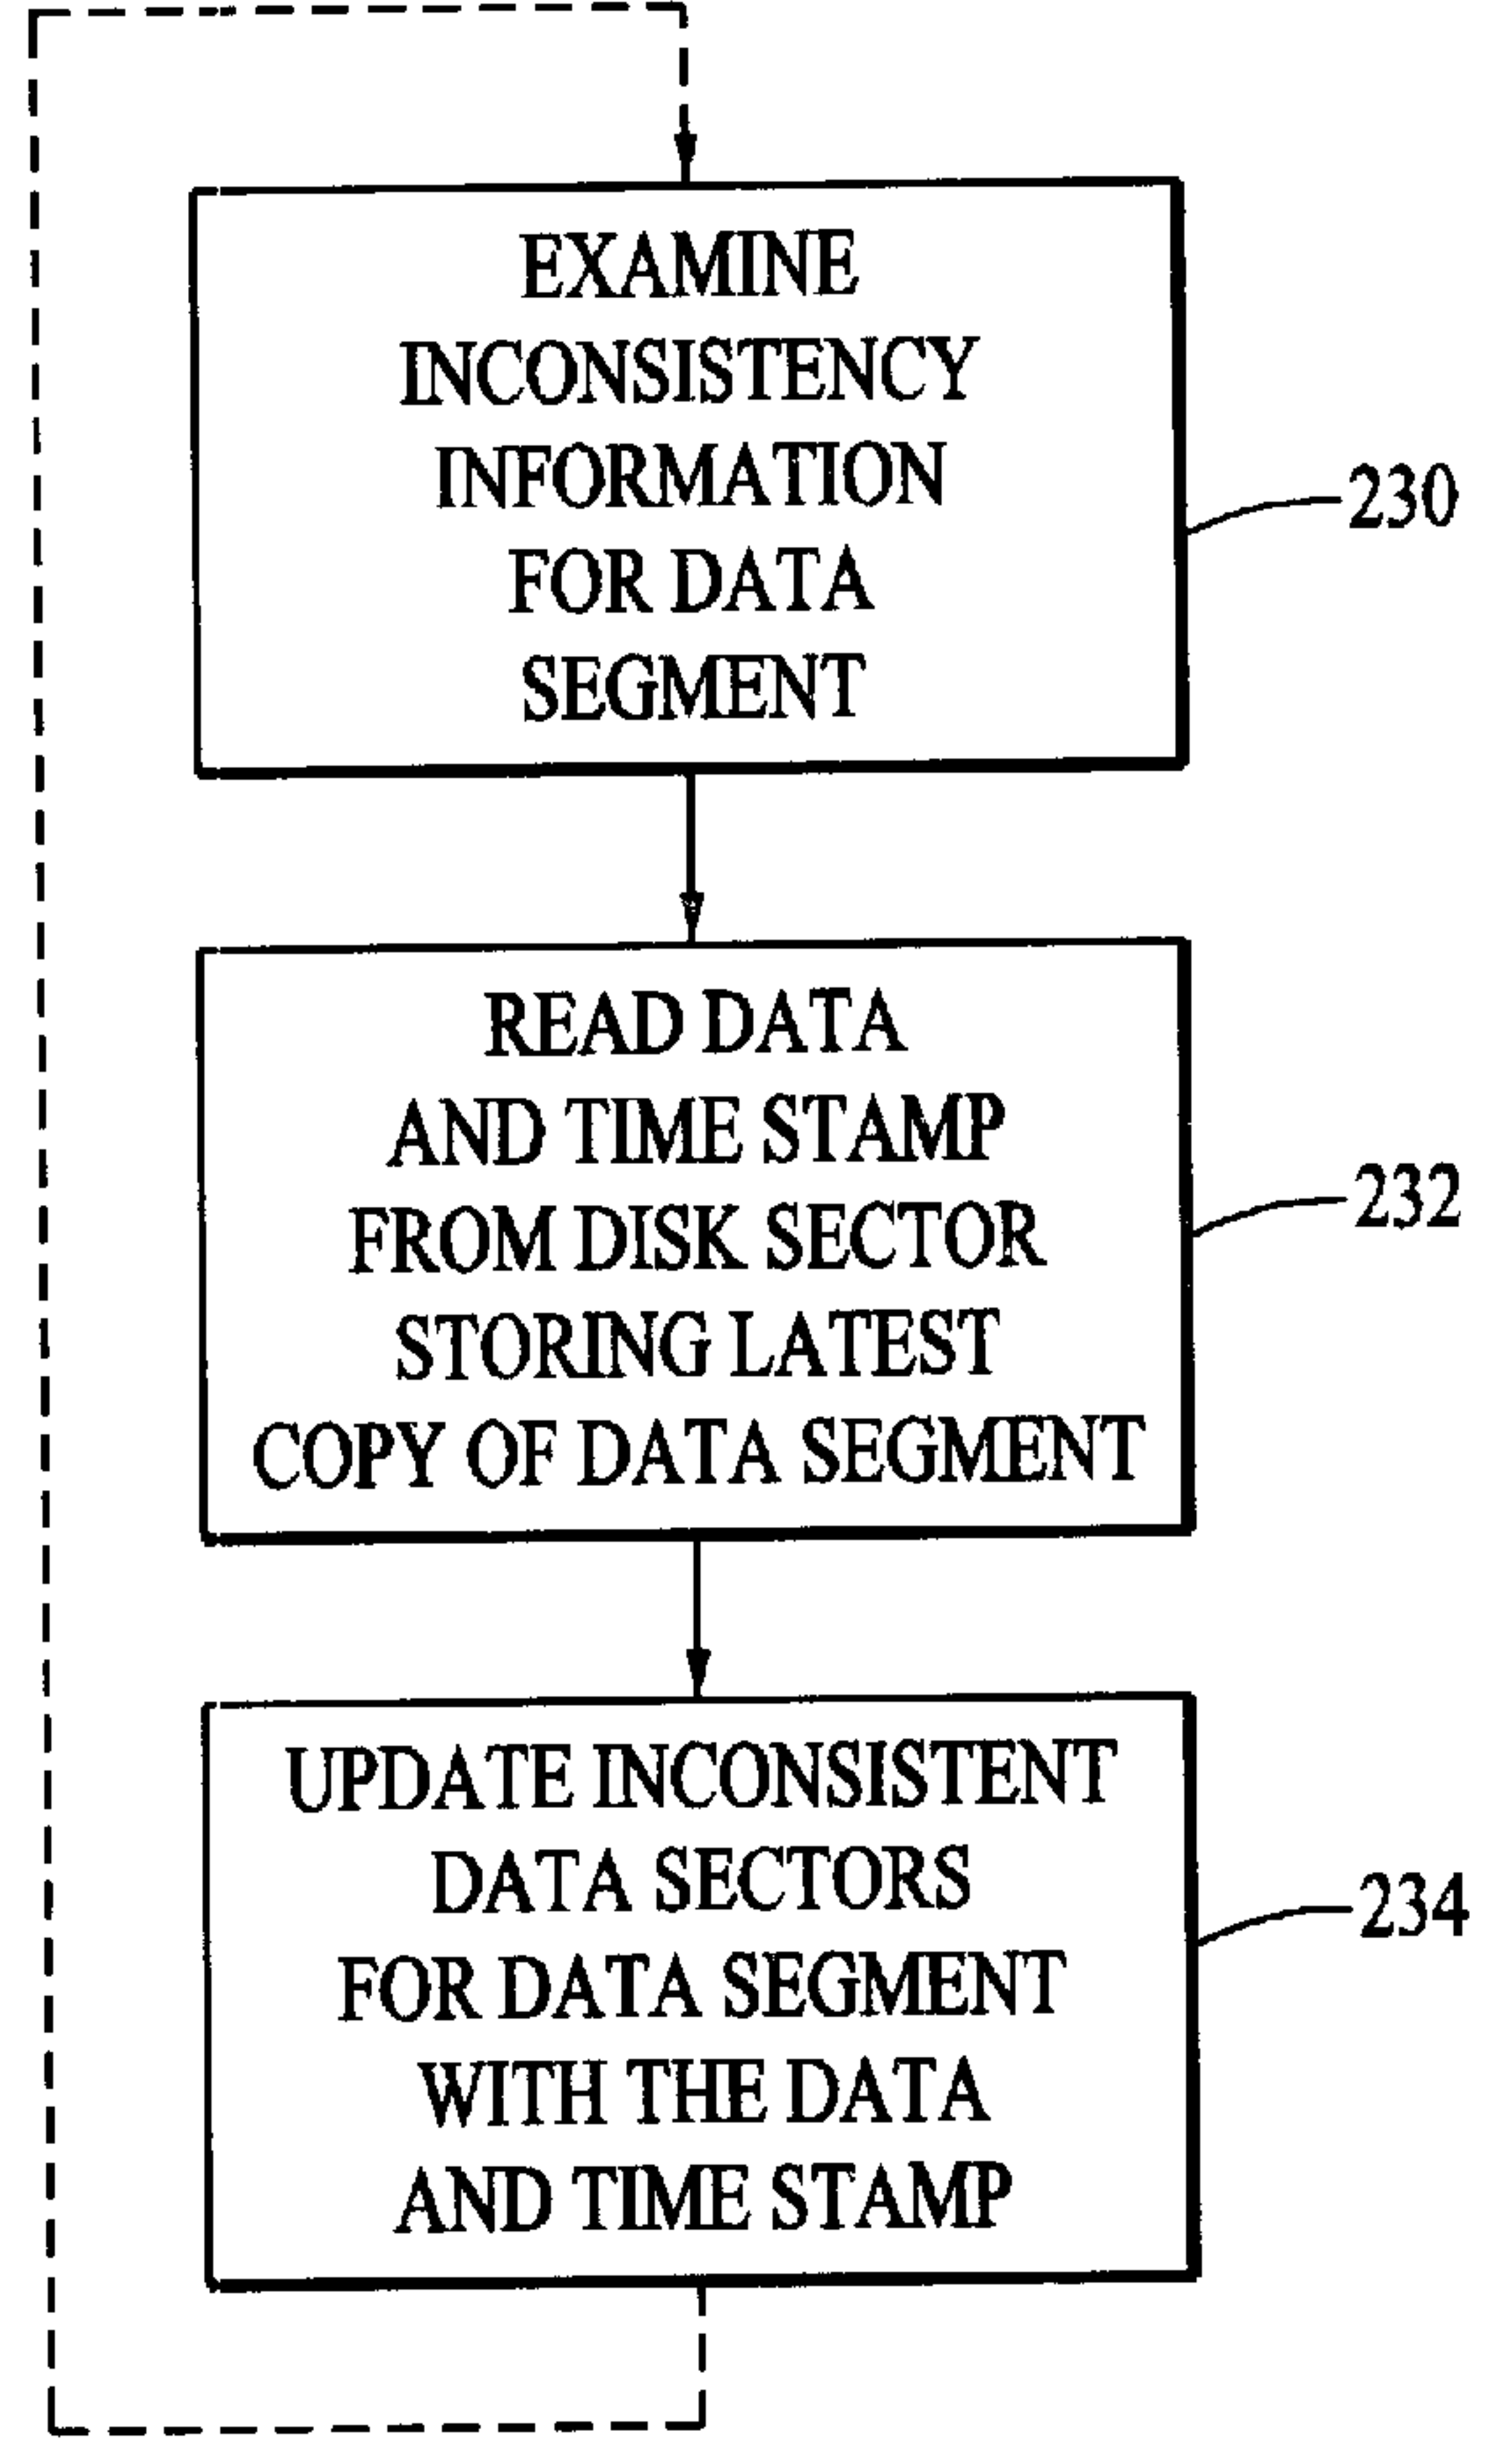 EXAMINE
INCONSISTENCY
INFORMATION
FOR DATA
SEGMENT
230
READ DATA
AND TIME STAMP
FROM DISK SECTOR
STORING LATEST
COPY OF DATA SEGMENT
232
UPDATE INCONSISTENT
DATA SECTORS
FOR DATA SEGMENT
WITH THE DATA
AND TIME STAMP
234